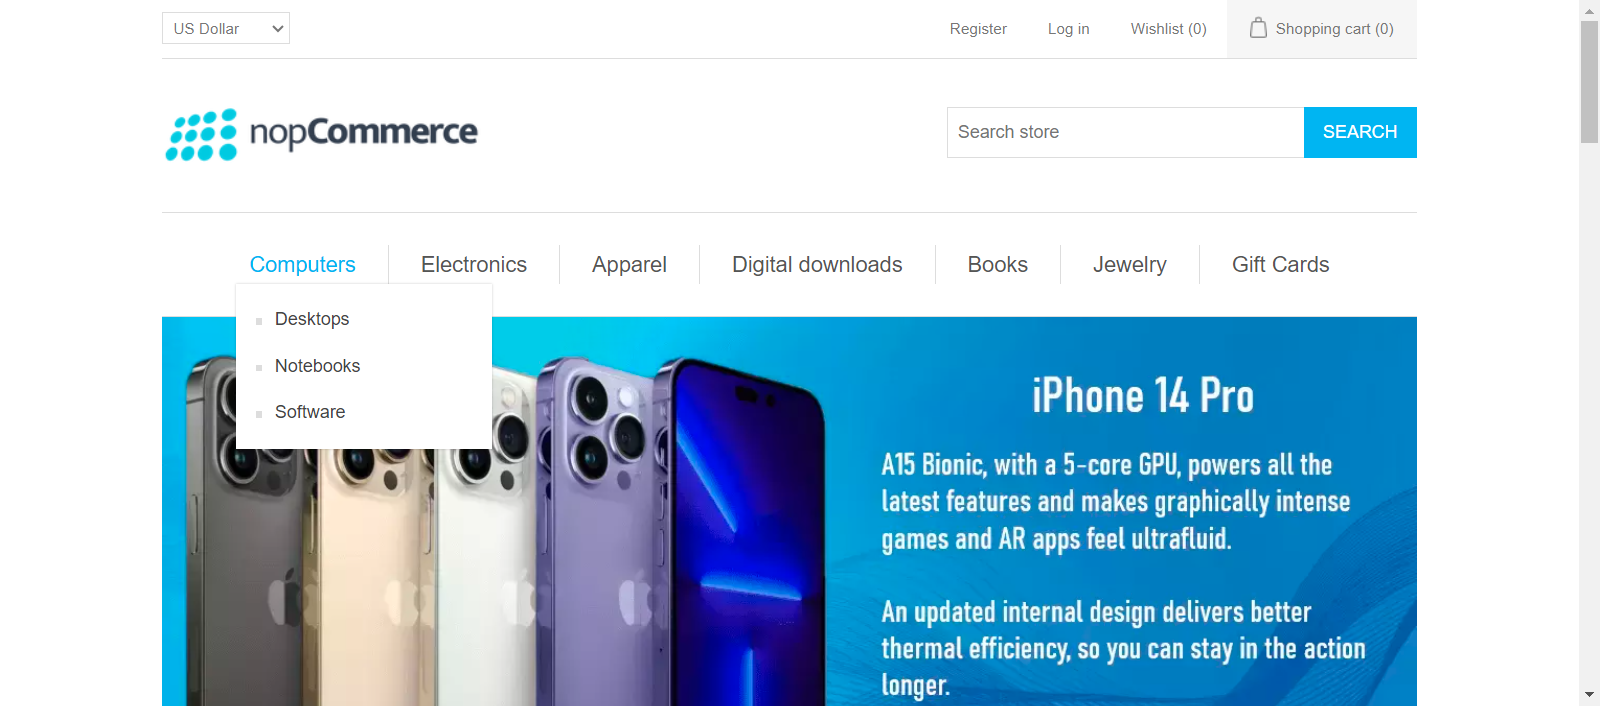 US Dollar
Register
Log in
Wishlist (0)
Shopping cart (0)
nopCommerce
Search store
SEARCH
Computers
Electronics
Apparel
Digital downloads
Books
Jewelry
Gift Cards
Desktops
Notebooks
Software
iPhone 14 Pro
A15 Bionic, with a 5-core GPU, powers all the
latest features and makes graphically intense
games and AR apps feel ultrafluid.
An updated internal design delivers better
thermal efficiency, so you can stay in the action
longer.